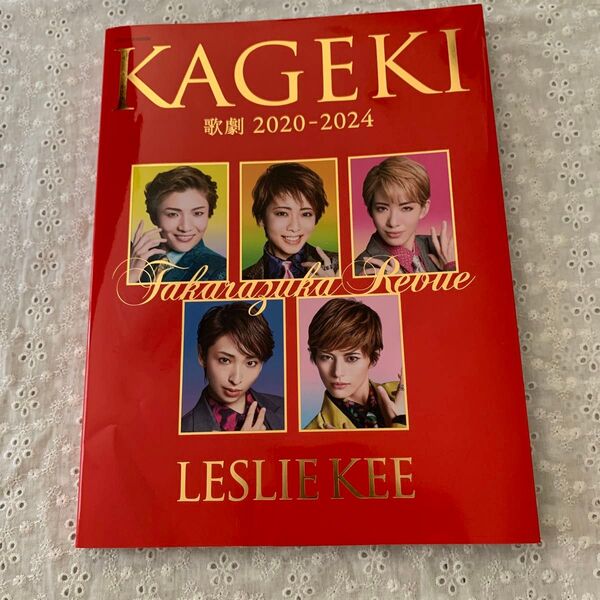 KAGEKI
歌劇 2020-2024
Takarazuka Revue
LESLIE KEE